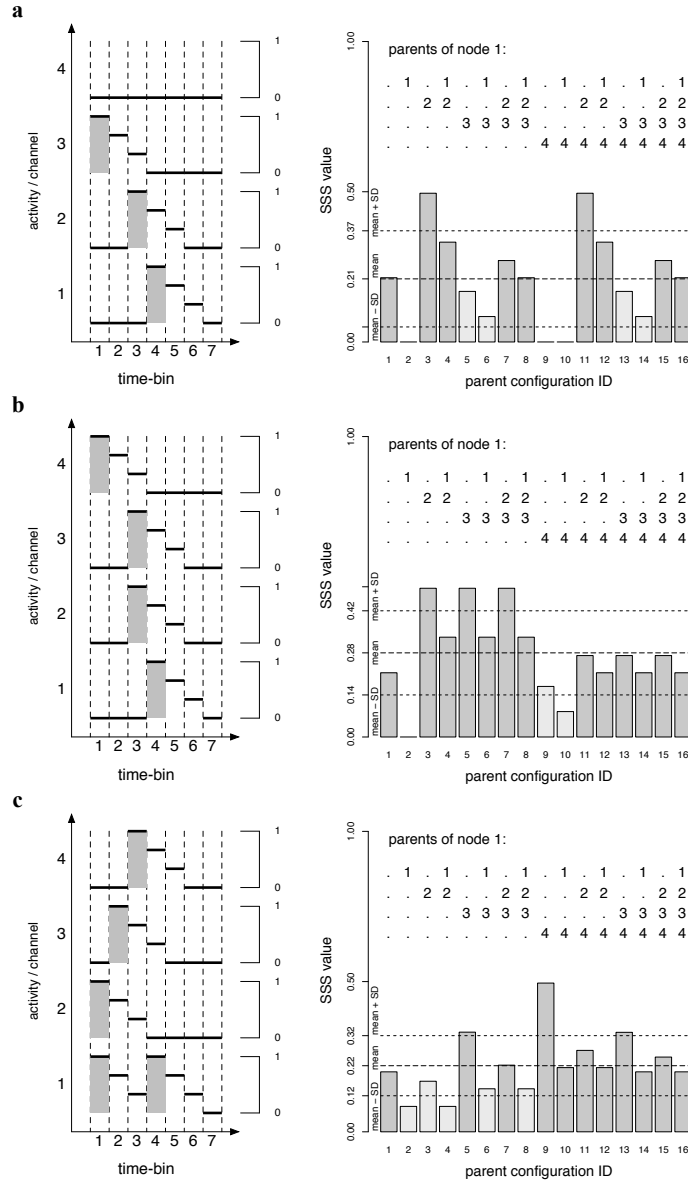 a
4
3
2
1
1
0
1
0
1
0
1
0
activity / channel
1 2 3 4 5 6 7
time-bin
parents of node 1:
. 1 . 1 . 1 . 1 . 1 . 1 . 1 . 1
. . 2 2 . . 2 2 . . 2 2 . . 2 2
. . . . 3 3 3 3 . . . . 3 3 3 3
. . . . . . . . 4 4 4 4 4 4 4 4
SSS value
1.00
0.50
0.37
0.21
0.00
mean + SD
mean
mean − SD
1 2 3 4 5 6 7 8 9 10 11 12 13 14 15 16
parent configuration ID
b
4
3
2
1
1
0
1
0
1
0
1
0
activity / channel
1 2 3 4 5 6 7
time-bin
parents of node 1:
. 1 . 1 . 1 . 1 . 1 . 1 . 1 . 1
. . 2 2 . . 2 2 . . 2 2 . . 2 2
. . . . 3 3 3 3 . . . . 3 3 3 3
. . . . . . . . 4 4 4 4 4 4 4 4
SSS value
1.00
0.42
0.28
0.14
0.00
mean + SD
mean
mean − SD
1 2 3 4 5 6 7 8 9 10 11 12 13 14 15 16
parent configuration ID
c
4
3
2
1
1
0
1
0
1
0
1
0
activity / channel
1 2 3 4 5 6 7
time-bin
parents of node 1:
. 1 . 1 . 1 . 1 . 1 . 1 . 1 . 1
. . 2 2 . . 2 2 . . 2 2 . . 2 2
. . . . 3 3 3 3 . . . . 3 3 3 3
. . . . . . . . 4 4 4 4 4 4 4 4
SSS value
1.00
0.50
0.32
0.22
0.12
0.00
mean + SD
mean
mean − SD
1 2 3 4 5 6 7 8 9 10 11 12 13 14 15 16
parent configuration ID